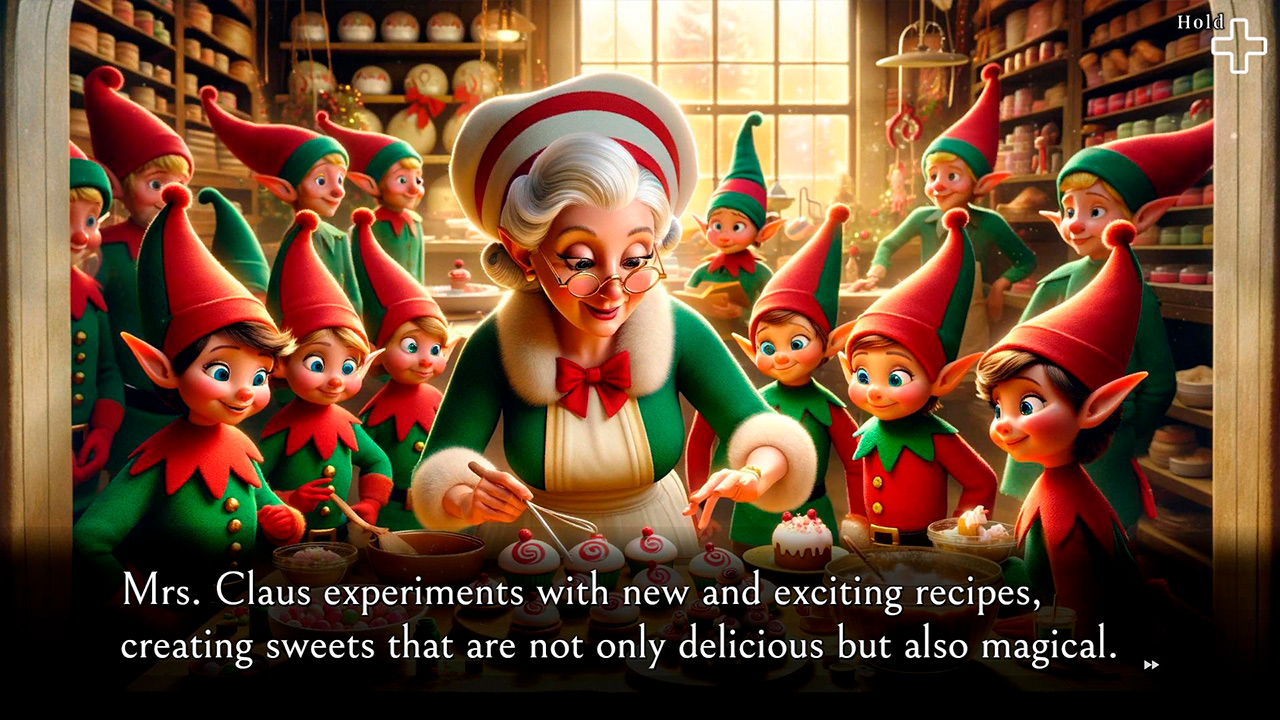 Hold
Mrs. Claus experiments with new and exciting recipes,
creating sweets that are not only delicious but also magical.